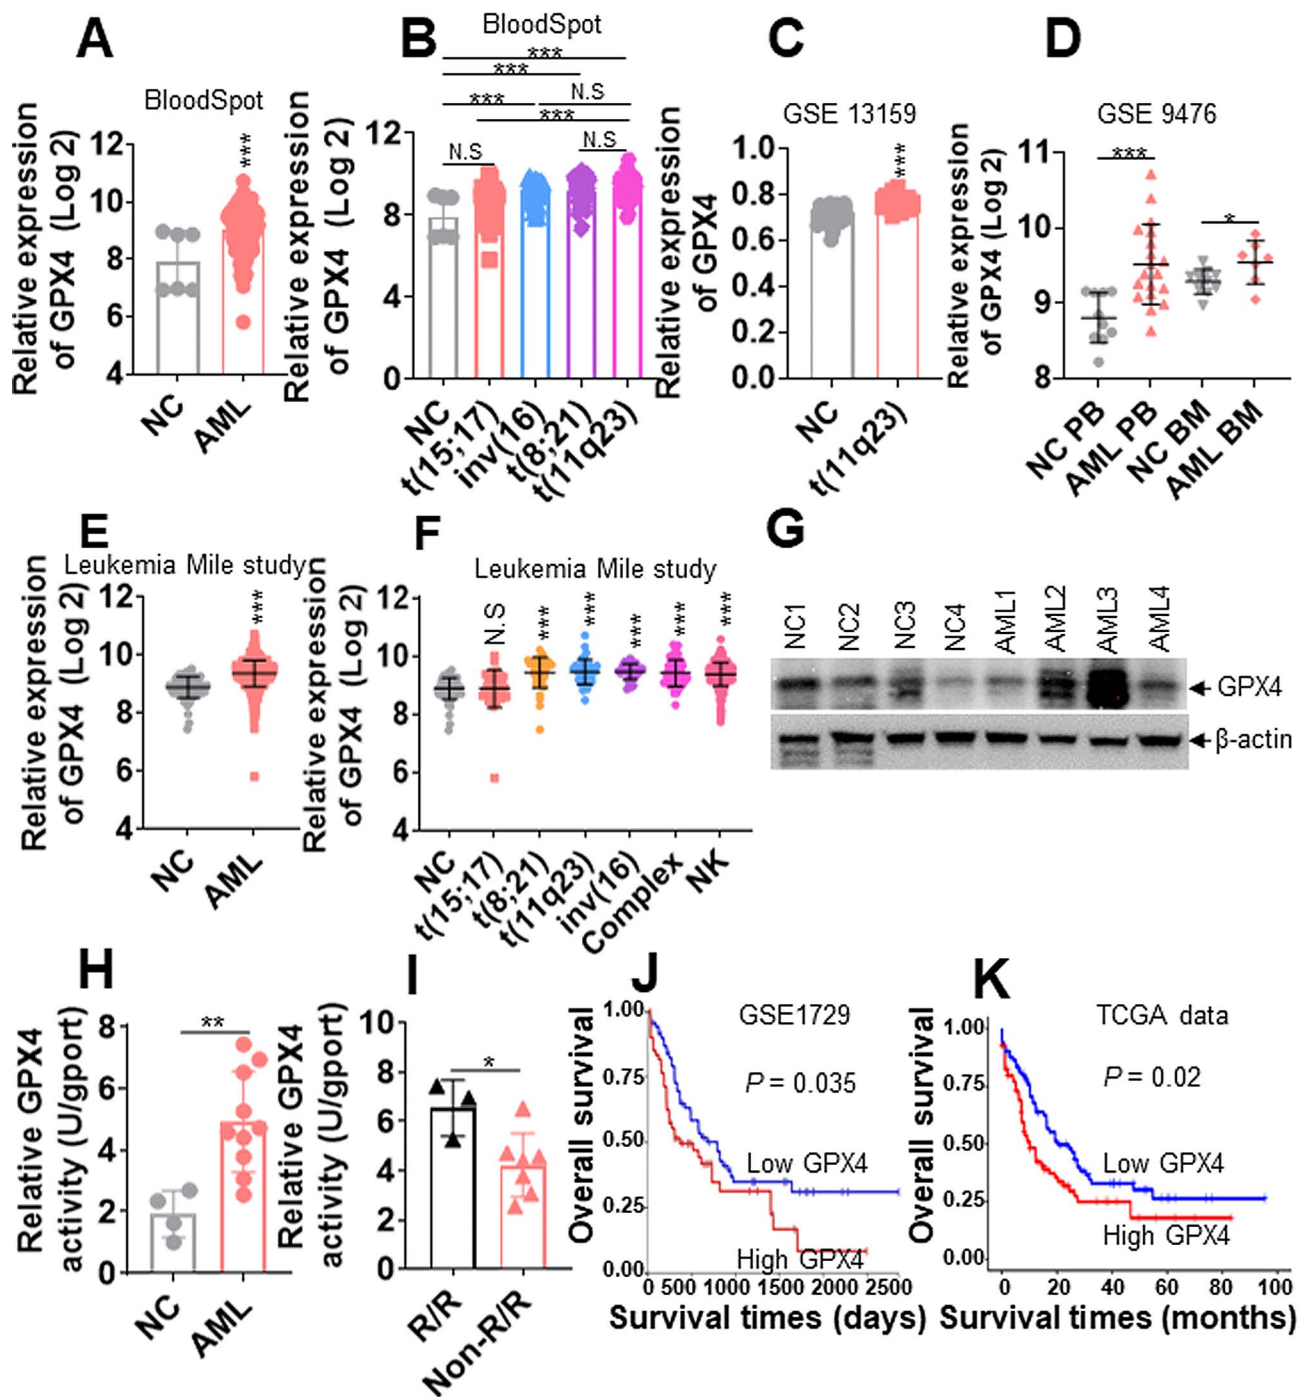 A
BloodSpot
Relative expression
of GPX4 (Log 2)
12
10
8
6
4
***
NC
AML
B
BloodSpot
Relative expression
of GPX4 (Log 2)
12
8
4
0
***
***
***
N.S
***
N.S
N.S
NC
t(15;17)
inv(16)
t(8;21)
t(11q23)
C
GSE 13159
Relative expression
of GPX4
1.0
0.8
0.6
0.4
0.2
0.0
***
NC
t(11q23)
D
GSE 9476
Relative expression
of GPX4 (Log 2)
11
10
9
8
***
*
NC PB
AML PB
NC BM
AML BM
E
Leukemia Mile study
Relative expression
of GPX4 (Log 2)
12
10
8
6
4
***
NC
AML
F
Leukemia Mile study
Relative expression
of GPX4 (Log 2)
12
10
8
6
4
N.S
***
***
***
***
***
NC
t(15;17)
t(8;21)
t(11q23)
inv(16)
Complex
NK
G
NC1
NC2
NC3
NC4
AML1
AML2
AML3
AML4
GPX4
β-actin
H
Relative GPX4
activity (U/gport)
8
6
4
2
0
**
NC
AML
I
Relative GPX4
activity (U/gport)
10
8
6
4
2
0
*
R/R
Non-R/R
J
GSE1729
P = 0.035
Overall survival
1.00
0.75
0.50
0.25
0.00
Low GPX4
High GPX4
0 500 1000 1500 2000 2500
Survival times (days)
K
TCGA data
P = 0.02
Overall survival
1.00
0.75
0.50
0.25
0.00
Low GPX4
High GPX4
0 20 40 60 80 100
Survival times (months)